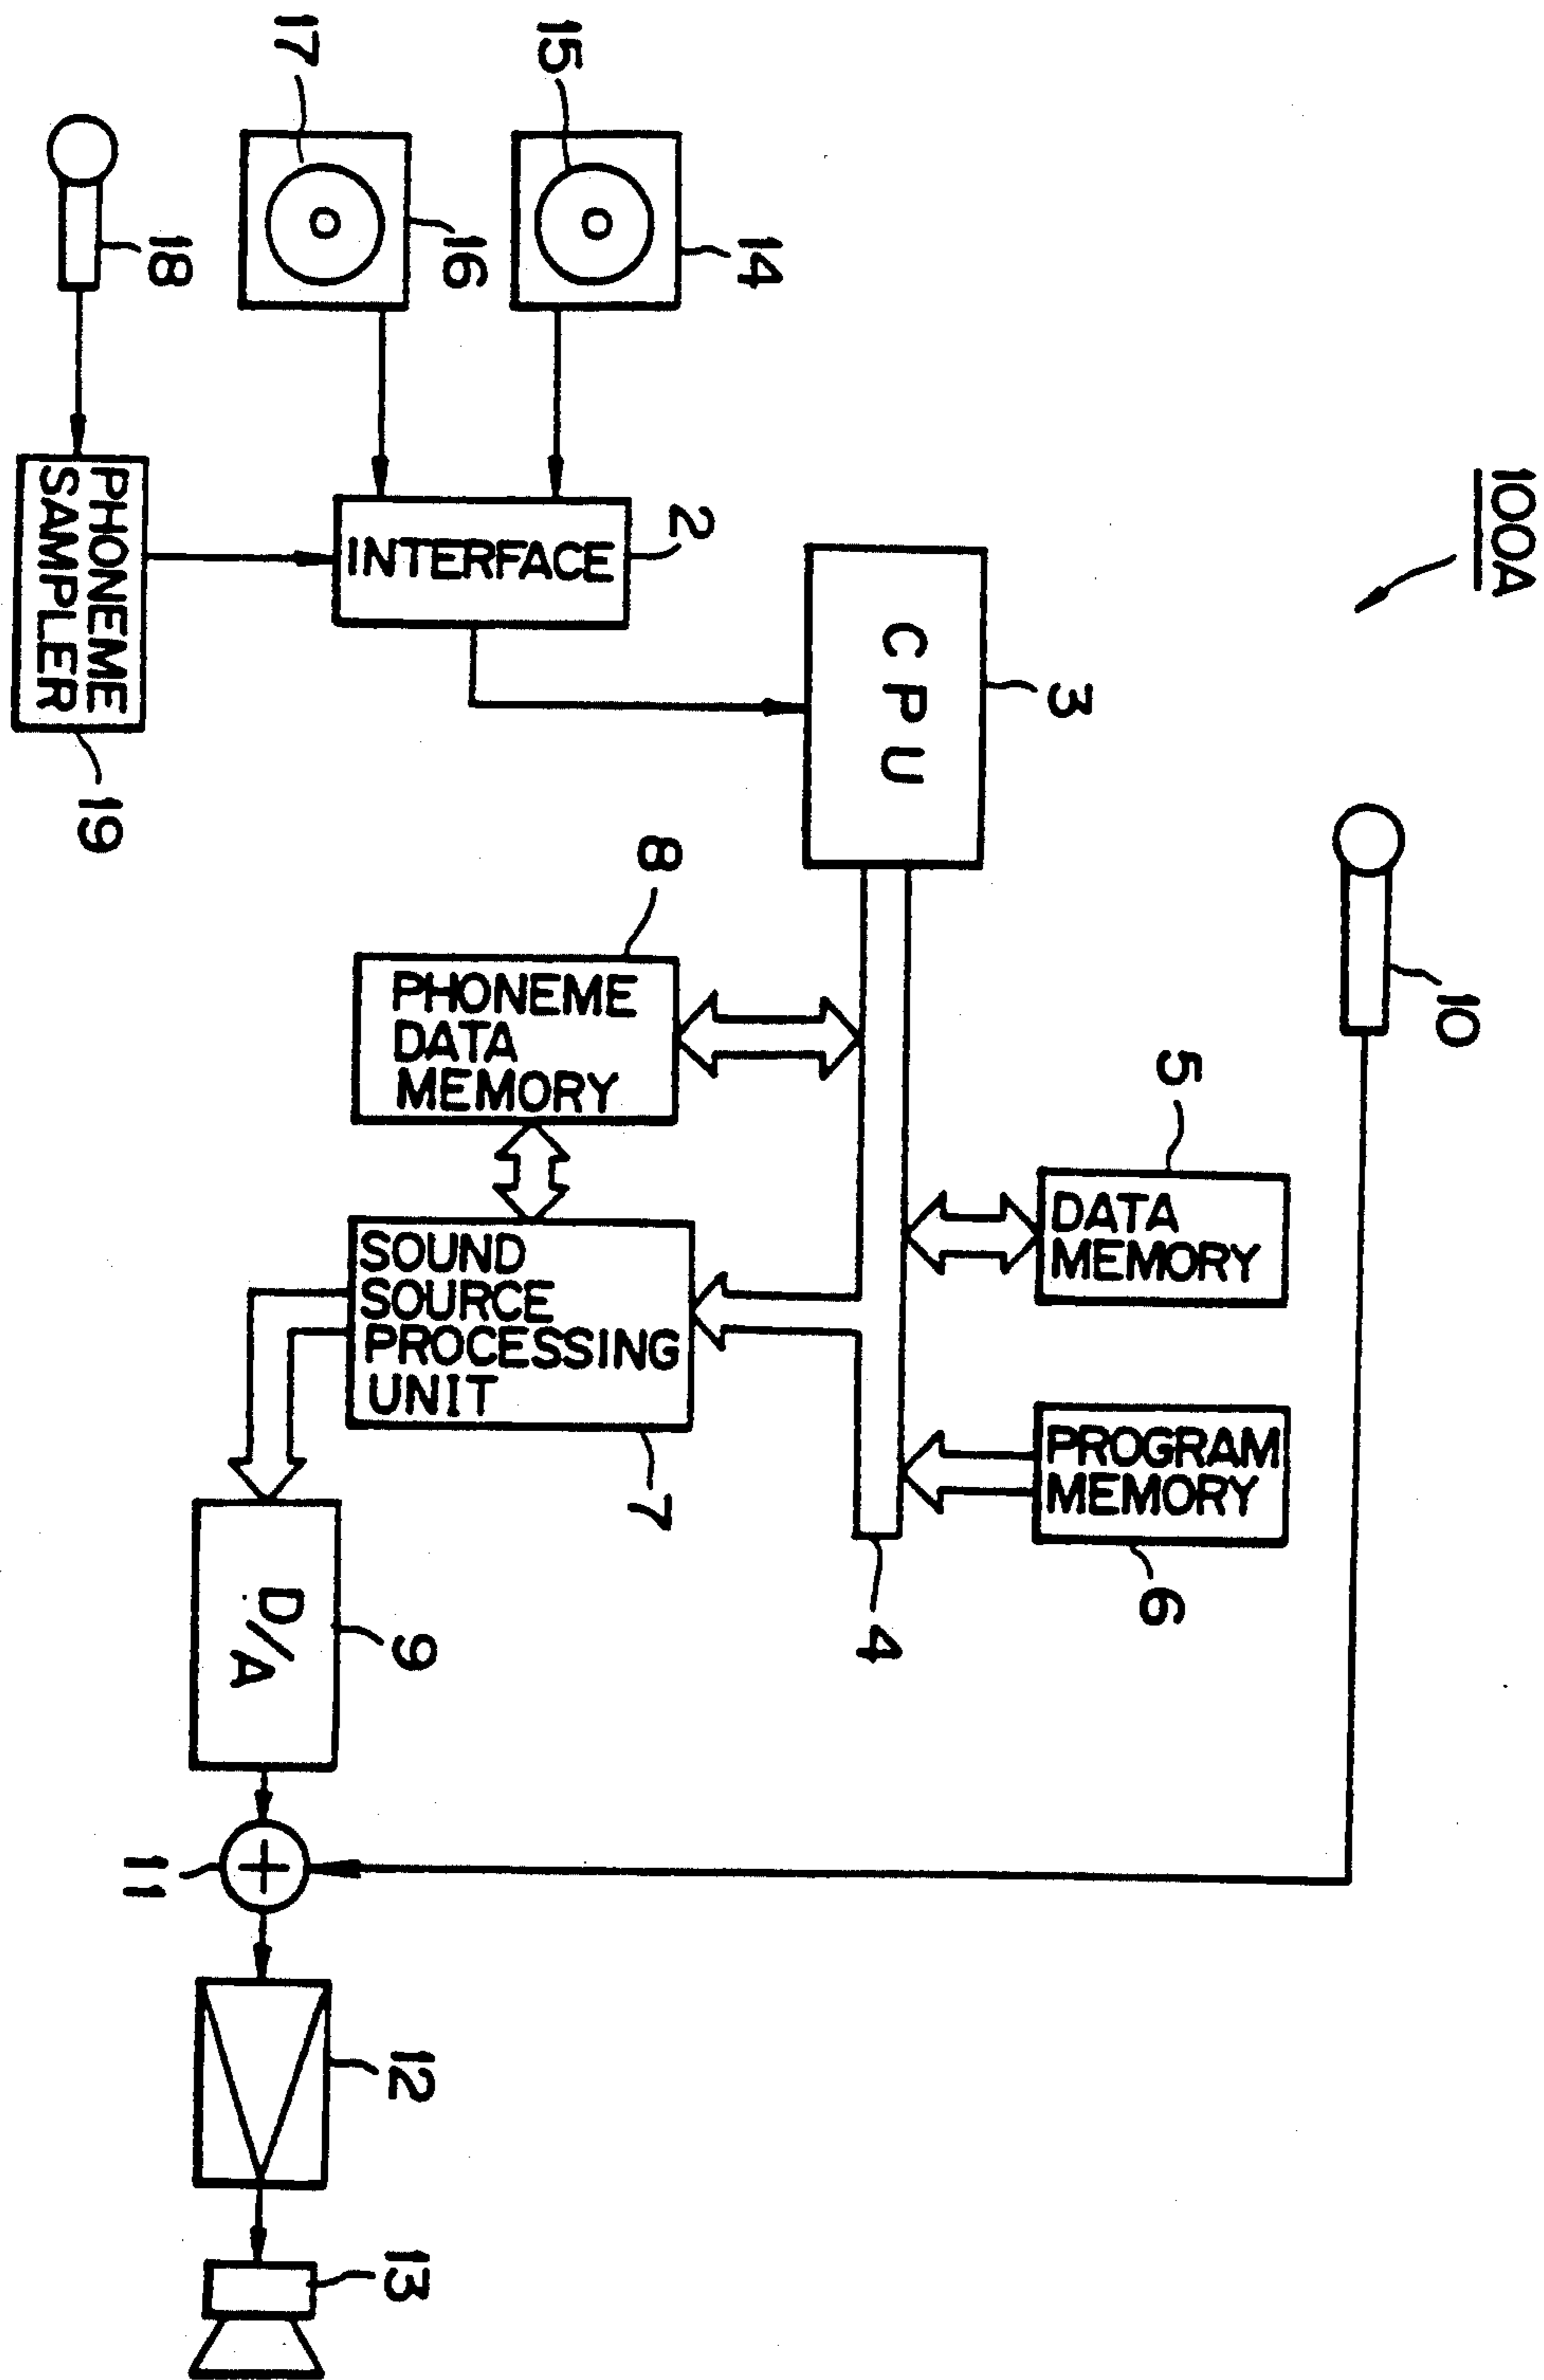 100A
10
5
DATA
MEMORY
PROGRAM
MEMORY
6
3
CPU
4
14
15
2
INTERFACE
8
PHONEME
DATA
MEMORY
SOUND
SOURCE
PROCESSING
UNIT
7
16
17
9
D/A
12
13
11
18
PHONEME
SAMPLER
19